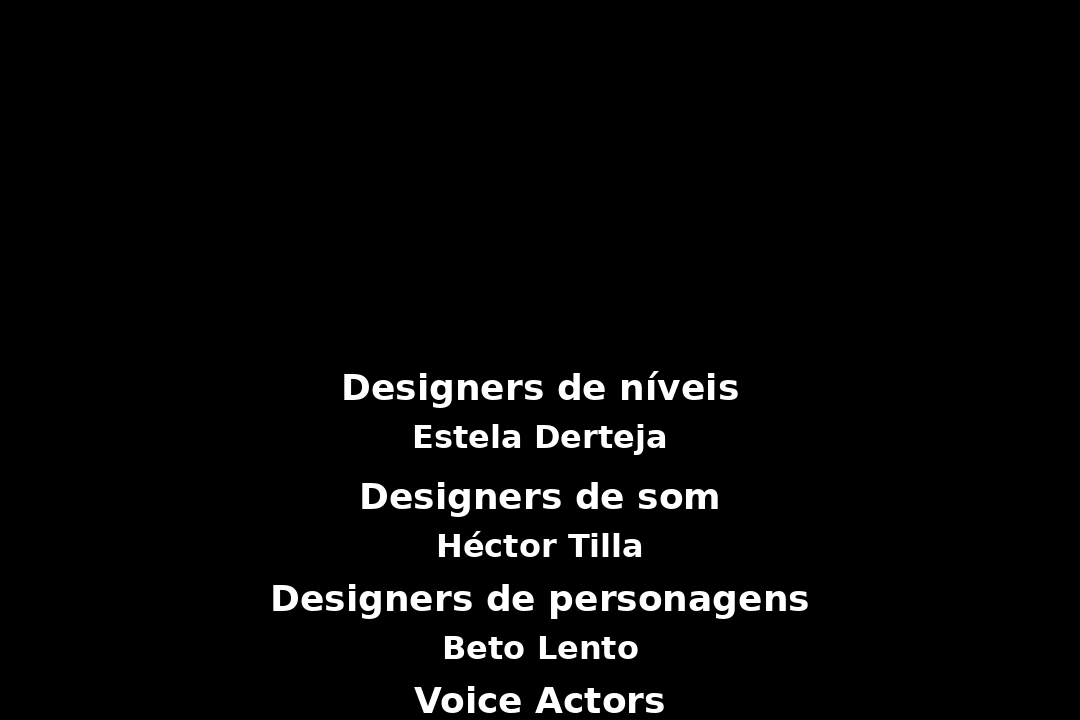 Designers de níveis
Estela Derteja
Designers de som
Héctor Tilla
Designers de personagens
Beto Lento
Voice Actors